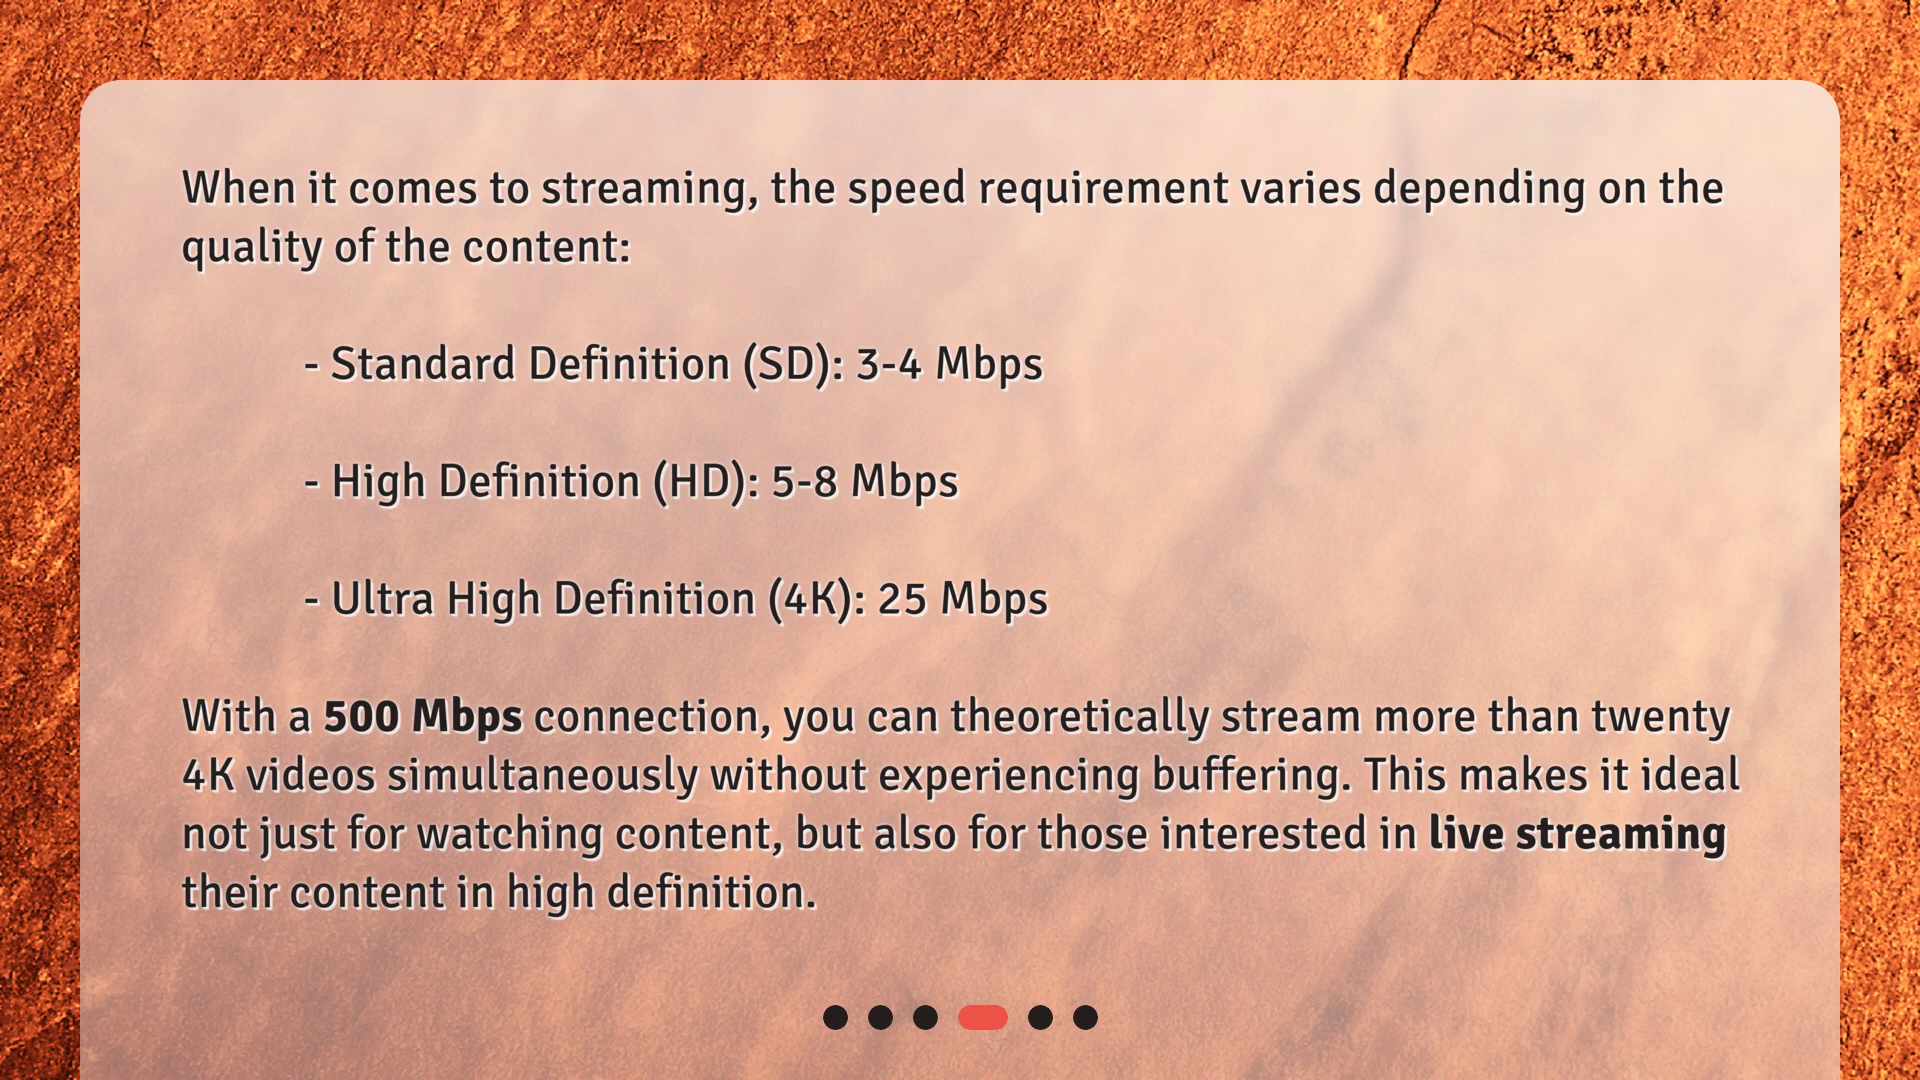 When it comes to streaming, the speed requirement varies depending on the
quality of the content:
- Standard Definition (SD): 3-4 Mbps
- High Definition (HD): 5-8 Mbps
- Ultra High Definition (4K): 25 Mbps
With a 500 Mbps connection, you can theoretically stream more than twenty
4K videos simultaneously without experiencing buffering. This makes it ideal
not just for watching content, but also for those interested in live streaming
their content in high definition.